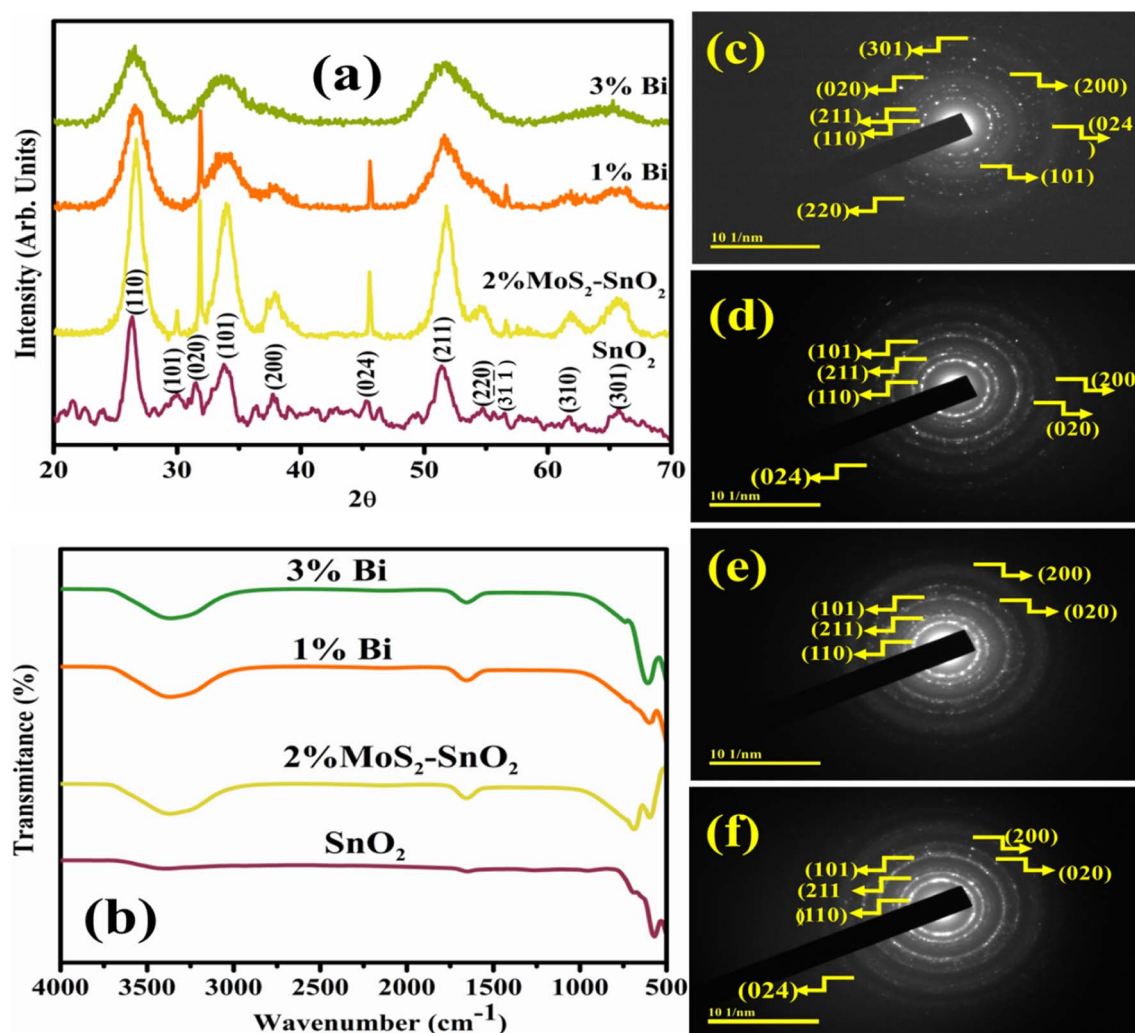 (a)
3% Bi
1% Bi
2%MoS₂-SnO₂
SnO₂
(110)
(101)
(020)
(101)
(200)
(024)
(211)
(220)
(31̄1)
(310)
(301)
Intensity (Arb. Units)
20 30 40 50 60 70
2θ
(b)
3% Bi
1% Bi
2%MoS₂-SnO₂
SnO₂
Transmitance (%)
4000 3500 3000 2500 2000 1500 1000 500
Wavenumber (cm⁻¹)
(c)
(301)
(020)
(200)
(211)
(110)
(024
)
(101)
(220)
10 1/nm
(d)
(101)
(211)
(110)
(200
(020)
(024)
10 1/nm
(e)
(200)
(101)
(020)
(211)
(110)
10 1/nm
(f)
(200)
(101)
(020)
(211
)
(110)
(024)
10 1/nm